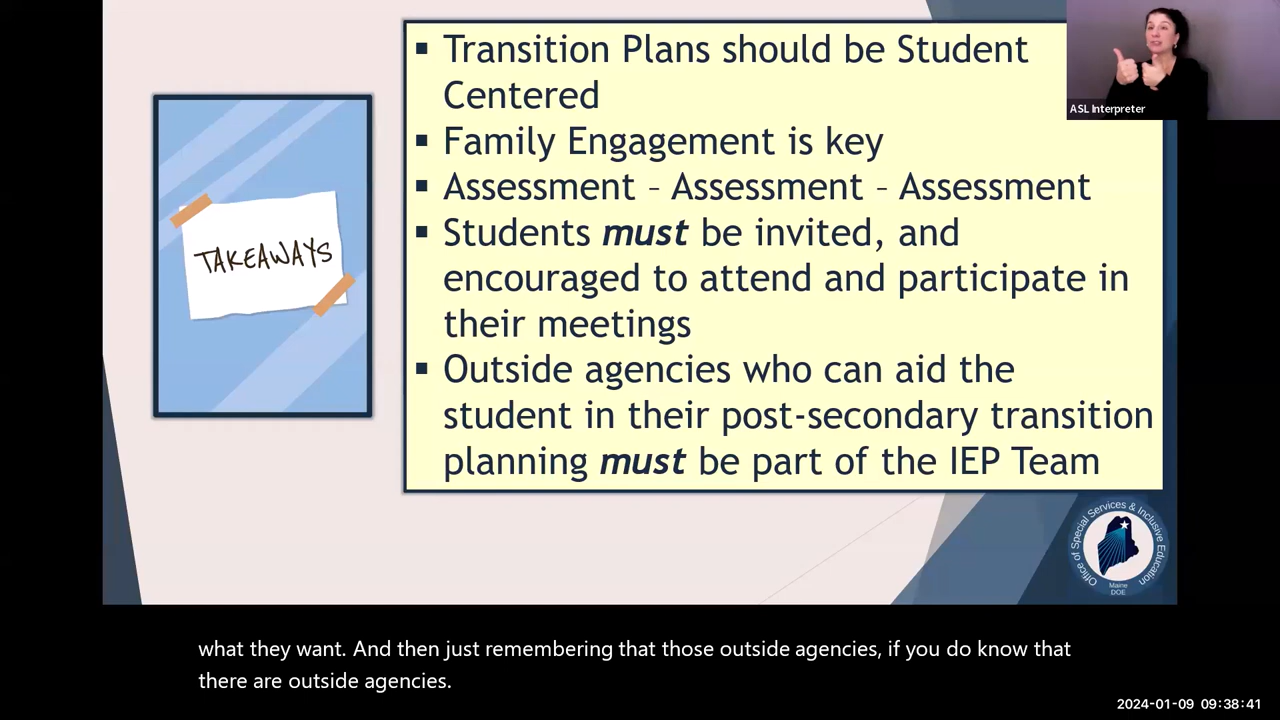 ▪ Transition Plans should be Student
Centered
▪ Family Engagement is key
▪ Assessment – Assessment – Assessment
▪ Students must be invited, and
encouraged to attend and participate in
their meetings
▪ Outside agencies who can aid the
student in their post-secondary transition
planning must be part of the IEP Team
TAKEAWAYS
ASL Interpreter
Office of Special Services & Inclusive Education
Maine
DOE
what they want. And then just remembering that those outside agencies, if you do know that
there are outside agencies.
2024-01-09 09:38:41